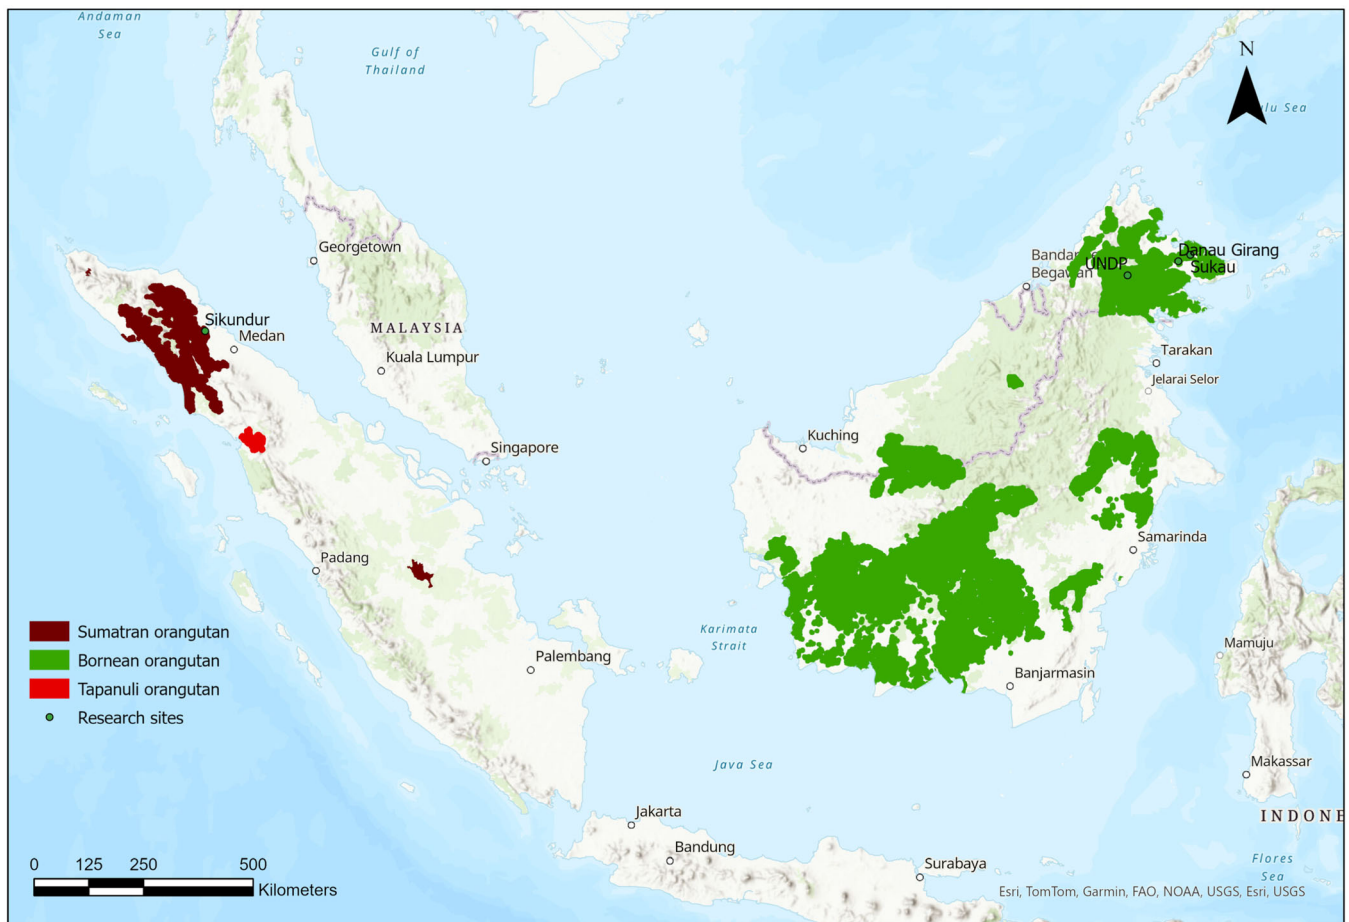 Andaman
Sea
Gulf of
Thailand
N
ulu Sea
Georgetown
Danau Girang
Bandar
Begawan
UNDP
Sukau
Sikundur
Medan
MALAYSIA
Kuala Lumpur
Tarakan
Jelarai Selor
Kuching
Singapore
Samarinda
Padang
Sumatran orangutan
Bornean orangutan
Tapanuli orangutan
Research sites
Karimata
Strait
Palembang
Banjarmasin
Mamuju
Java Sea
Makassar
Jakarta
INDONE
Bandung
Surabaya
Flores
Sea
0 125 250 500
Kilometers
Esri, TomTom, Garmin, FAO, NOAA, USGS, Esri, USGS